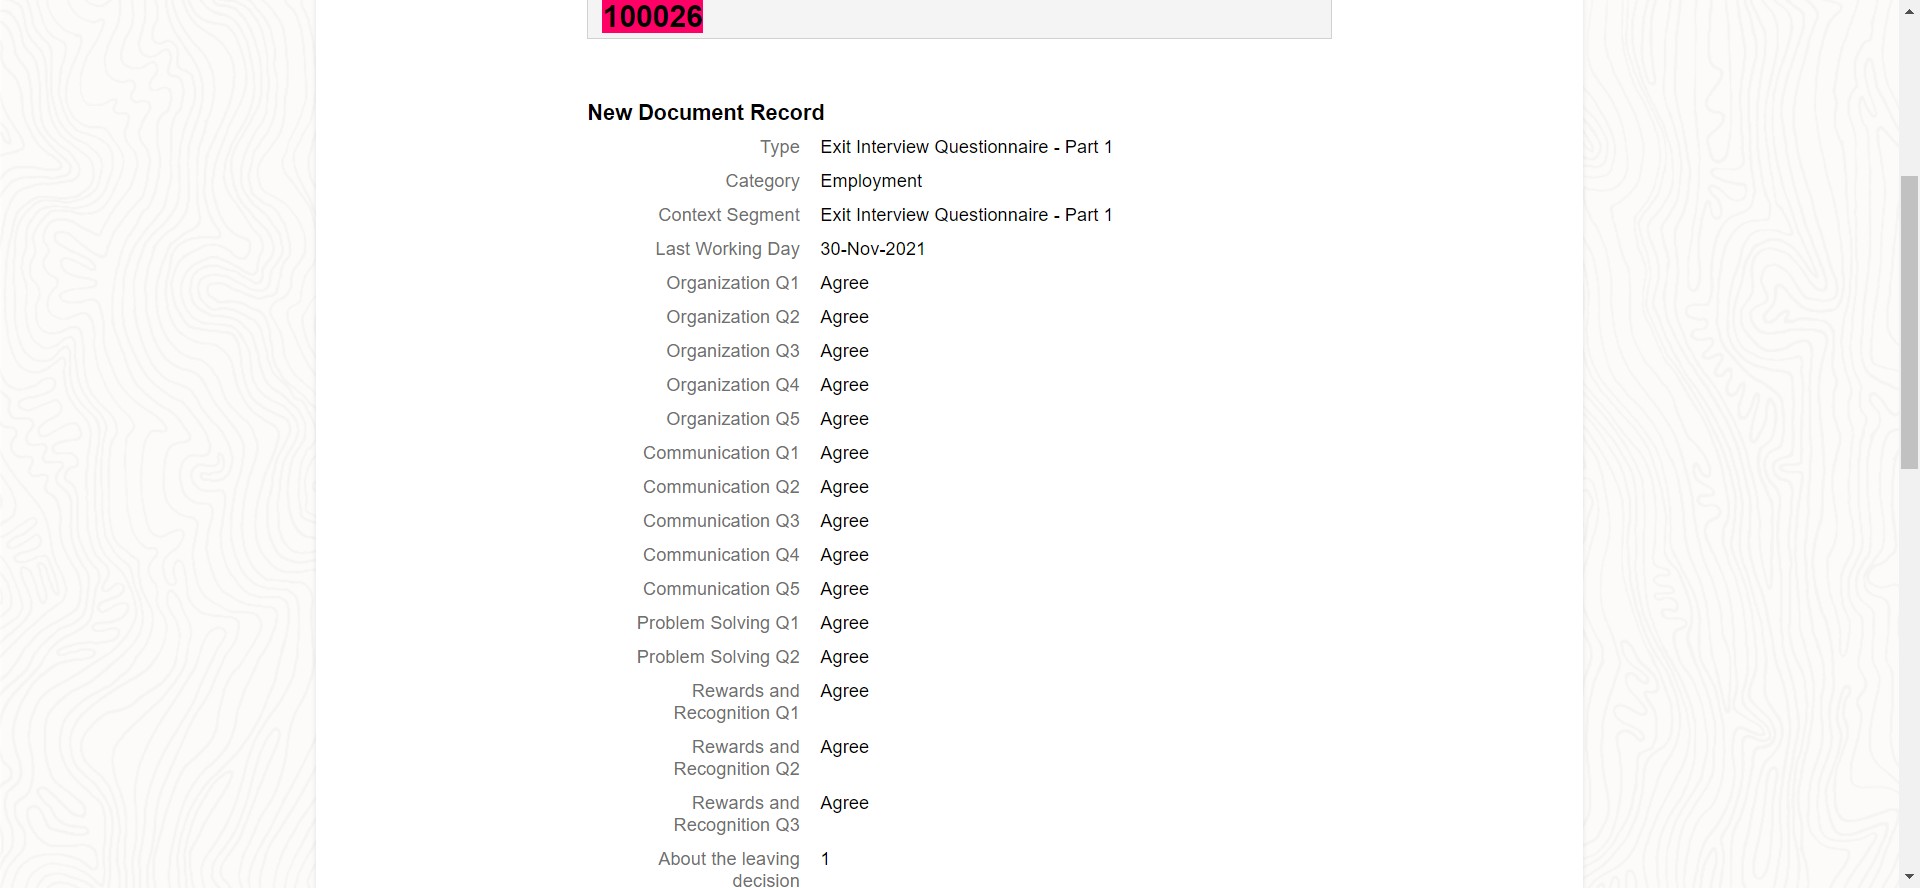 100026
New Document Record
Type Exit Interview Questionnaire - Part 1
Category Employment
Context Segment Exit Interview Questionnaire - Part 1
Last Working Day 30-Nov-2021
Organization Q1 Agree
Organization Q2 Agree
Organization Q3 Agree
Organization Q4 Agree
Organization Q5 Agree
Communication Q1 Agree
Communication Q2 Agree
Communication Q3 Agree
Communication Q4 Agree
Communication Q5 Agree
Problem Solving Q1 Agree
Problem Solving Q2 Agree
Rewards and Agree
Recognition Q1
Rewards and Agree
Recognition Q2
Rewards and Agree
Recognition Q3
About the leaving 1
decision